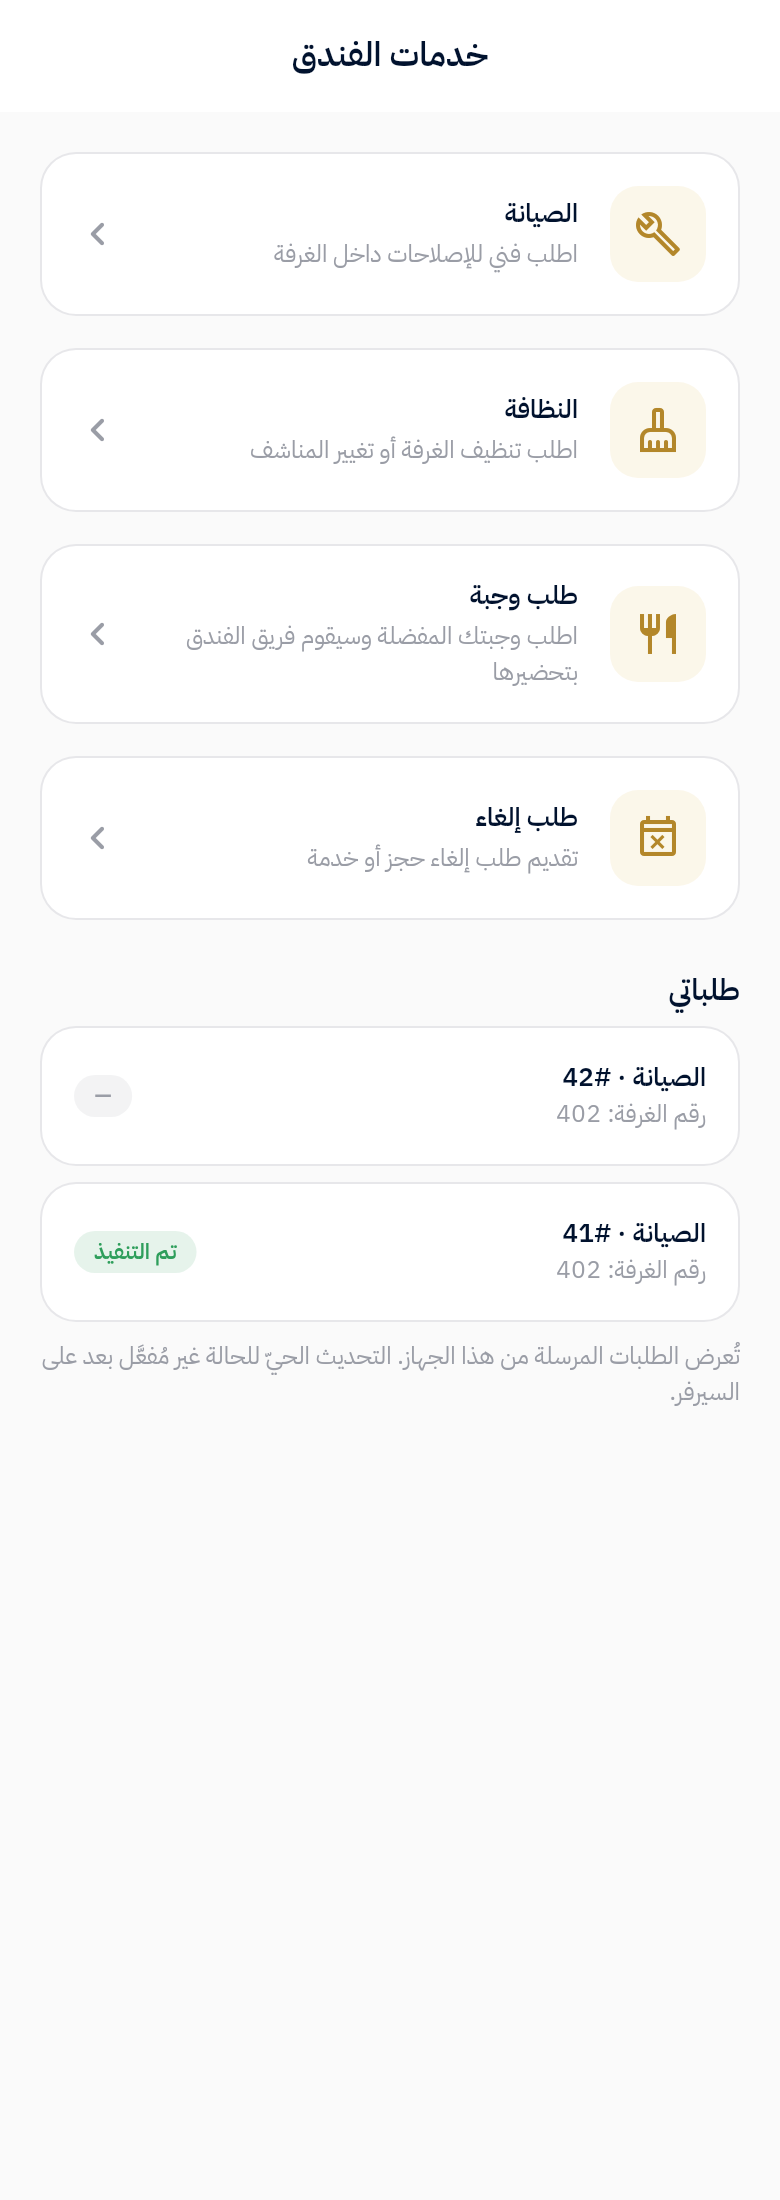 خدمات الفندق
الصيانة
اطلب فني للإصلاحات داخل الغرفة
النظافة
اطلب تنظيف الغرفة أو تغيير المناشف
طلب وجبة
اطلب وجبتك المفضلة وسيقوم فريق الفندق
بتحضيرها
طلب إلغاء
تقديم طلب إلغاء حجز أو خدمة
طلباتي
الصيانة · #42
رقم الغرفة: 402
—
الصيانة · #41
رقم الغرفة: 402
تم التنفيذ
تُعرض الطلبات المرسلة من هذا الجهاز. التحديث الحيّ للحالة غير مُفعَّل بعد على
السيرفر.